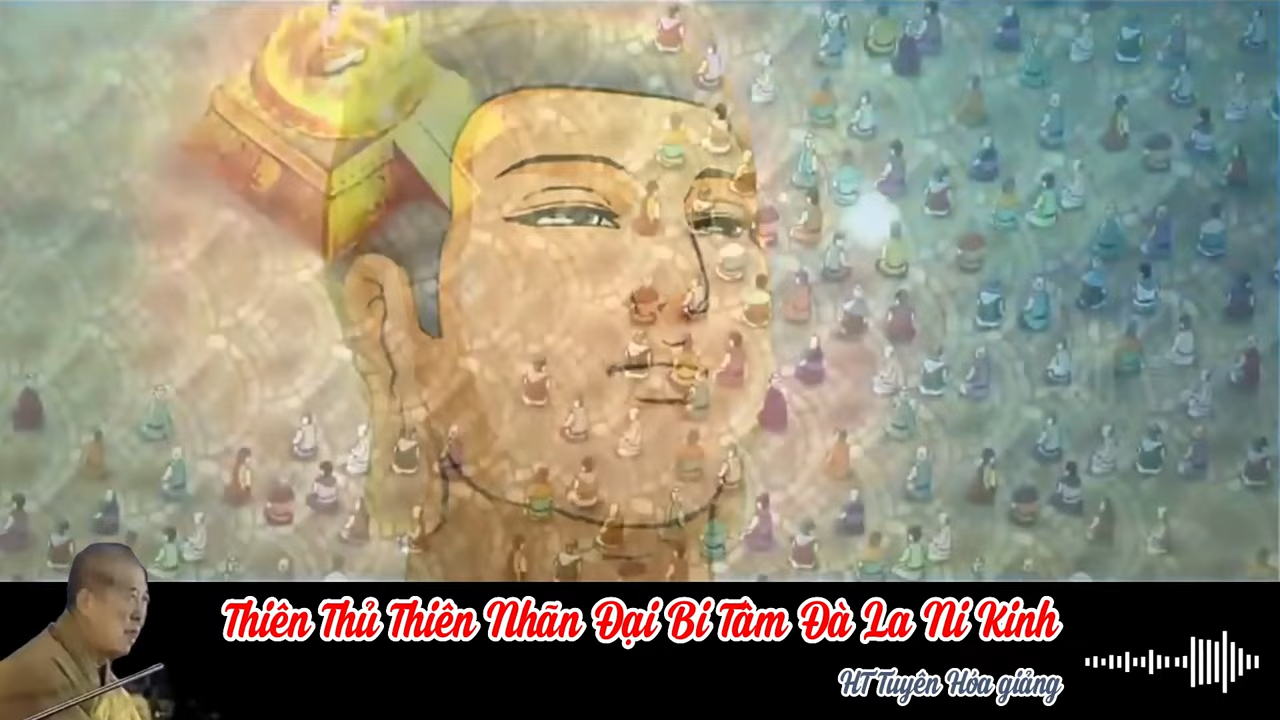 Thiên Thủ Thiên Nhãn Đại Bi Tâm Đà La Ni Kinh
HT Tuyên Hóa giảng